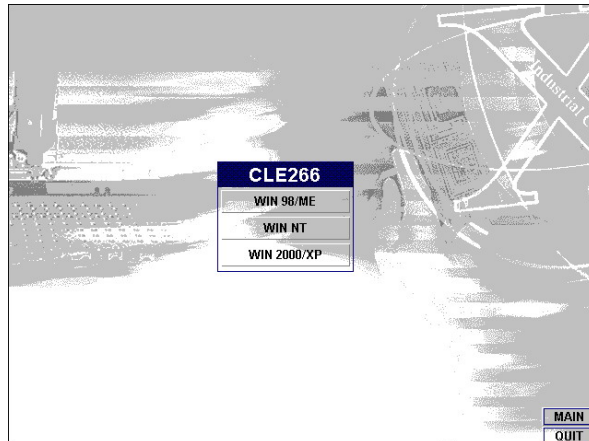 Industrial C
CLE266
WIN 98/ME
WIN NT
WIN 2000/XP
MAIN
QUIT